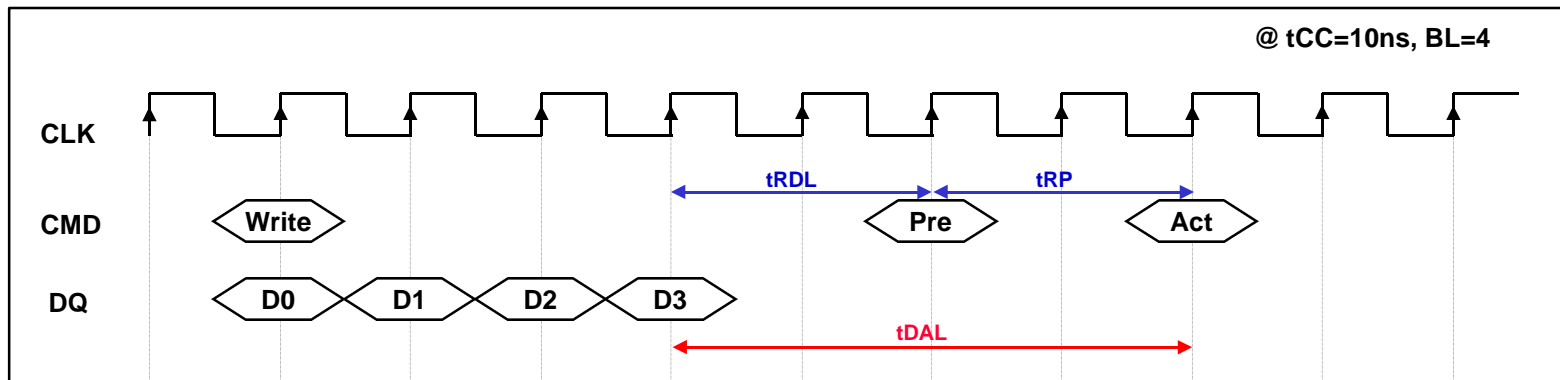 @ tCC=10ns, BL=4
CLK
tRDL tRP
CMD Write Pre Act
DQ D0 D1 D2 D3
tDAL